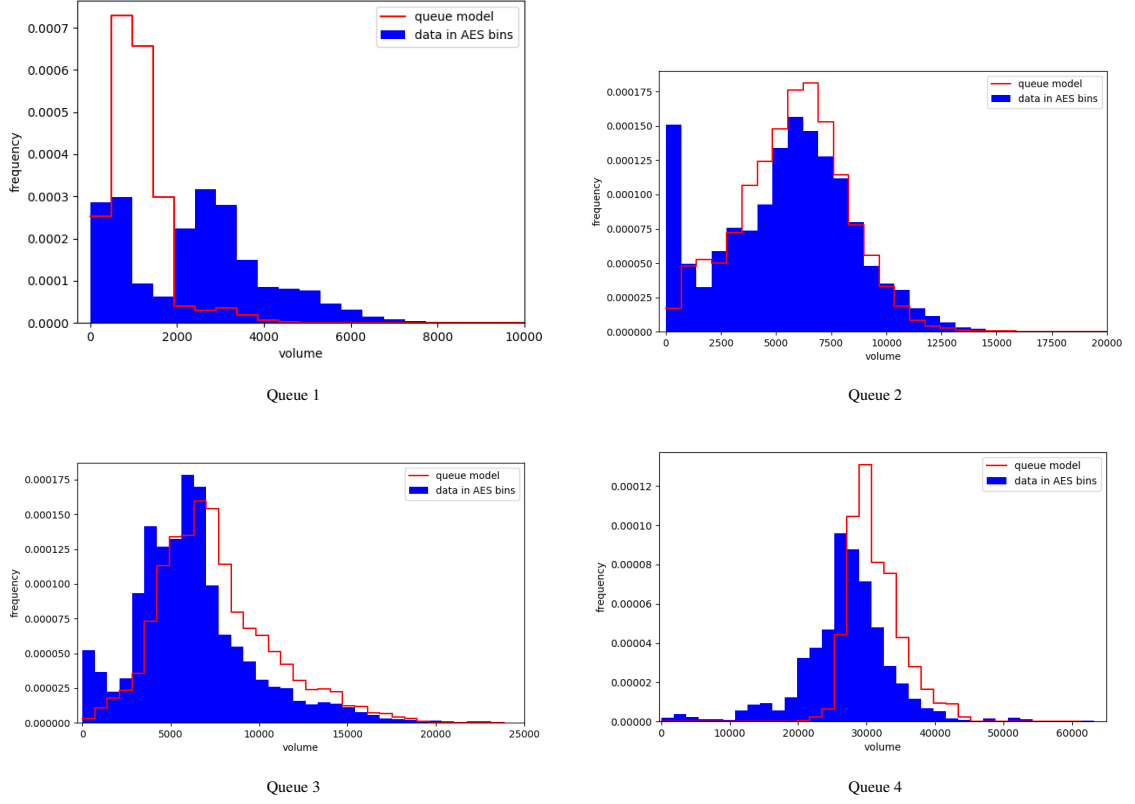 queue model
data in AES bins
0.0007
0.0006
0.0005
0.0004
0.0003
0.0002
0.0001
0.0000
frequency
0 2000 4000 6000 8000 10000
volume
Queue 1
queue model
data in AES bins
0.000175
0.000150
0.000125
0.000100
0.000075
0.000050
0.000025
0.000000
frequency
0 2500 5000 7500 10000 12500 15000 17500 20000
volume
Queue 2
queue model
data in AES bins
0.000175
0.000150
0.000125
0.000100
0.000075
0.000050
0.000025
0.000000
frequency
0 5000 10000 15000 20000 25000
volume
Queue 3
queue model
data in AES bins
0.00012
0.00010
0.00008
0.00006
0.00004
0.00002
0.00000
frequency
0 10000 20000 30000 40000 50000 60000
volume
Queue 4